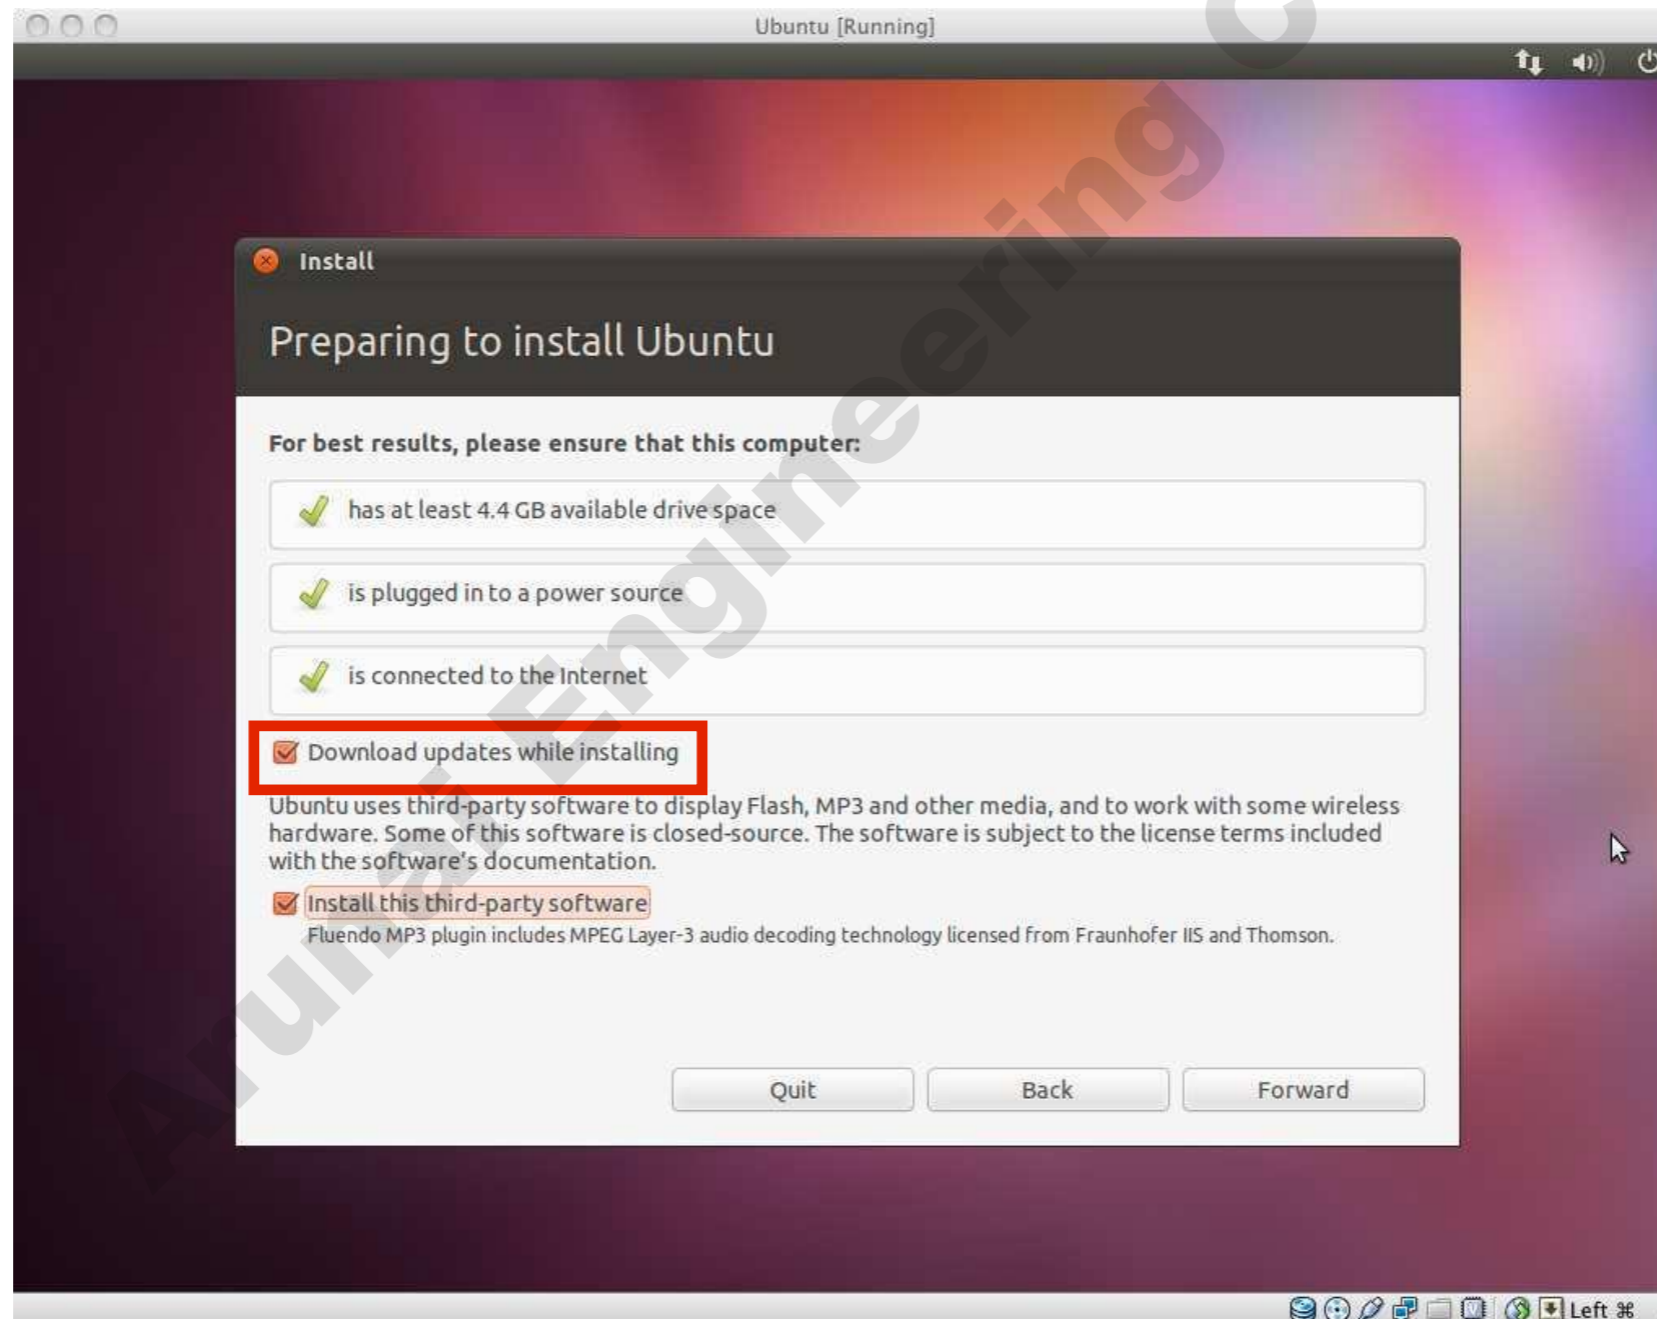 Ubuntu [Running]
Install
Preparing to install Ubuntu
For best results, please ensure that this computer:
has at least 4.4 GB available drive space
is plugged in to a power source
is connected to the Internet
Download updates while installing
Ubuntu uses third-party software to display Flash, MP3 and other media, and to work with some wireless
hardware. Some of this software is closed-source. The software is subject to the license terms included
with the software's documentation.
Install this third-party software
Fluendo MP3 plugin includes MPEG Layer-3 audio decoding technology licensed from Fraunhofer IIS and Thomson.
Quit Back Forward
Left ⌘
Arunai Engineering C